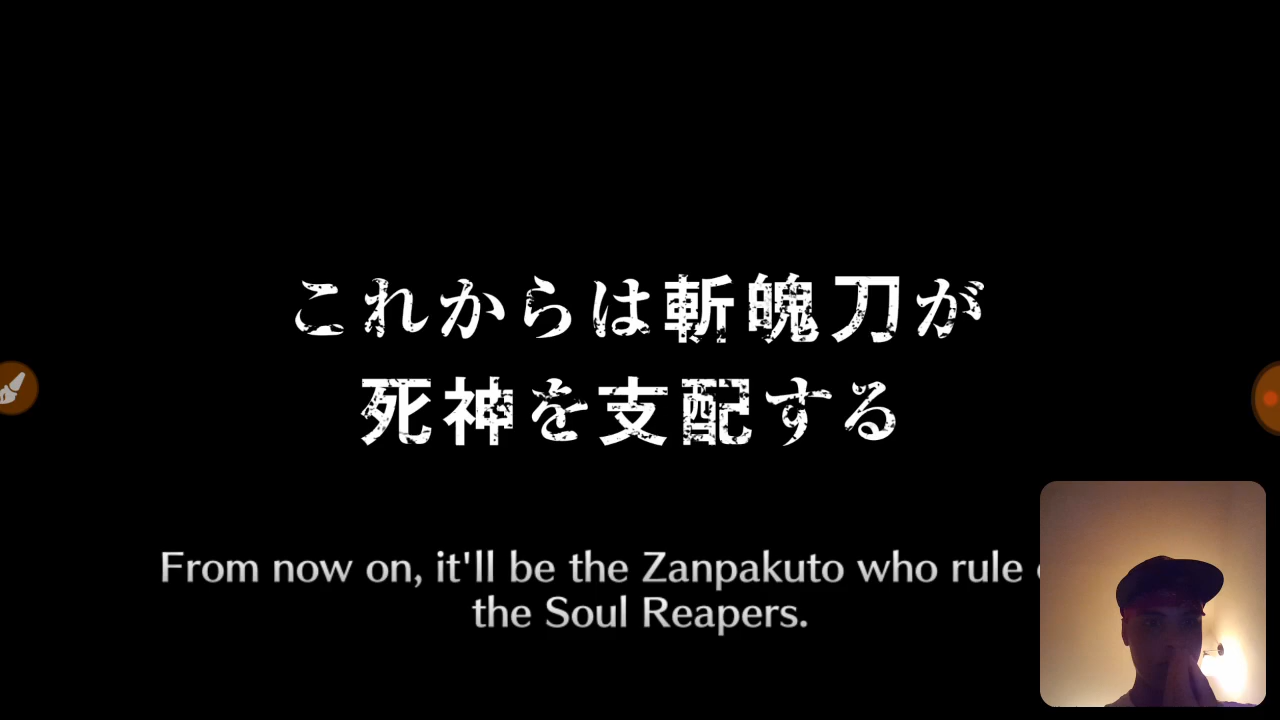 これからは斬魄刀が
死神を支配する
From now on, it'll be the Zanpakuto who rule
the Soul Reapers.